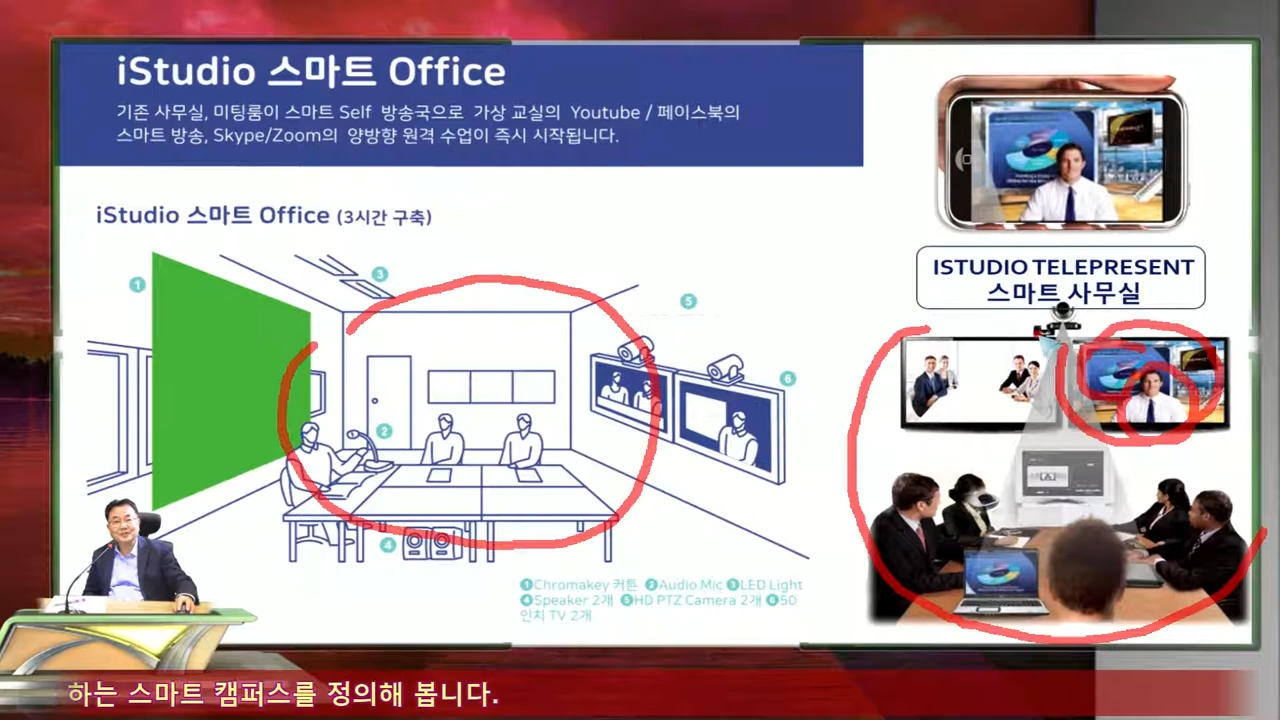 iStudio 스마트 Office
기존 사무실, 미팅룸이 스마트 Self 방송국으로 가상 교실의 Youtube / 페이스북의
스마트 방송, Skype/Zoom의 양방향 원격 수업이 즉시 시작됩니다.
iStudio 스마트 Office (3시간 구축)
1
2
3
4
5
6
❶Chromakey 커튼 ❷Audio Mic ❸LED Light
❹Speaker 2개 ❺HD PTZ Camera 2개 ❻50
인치 TV 2개
ISTUDIO TELEPRESENT
스마트 사무실
하는 스마트 캠퍼스를 정의해 봅니다.